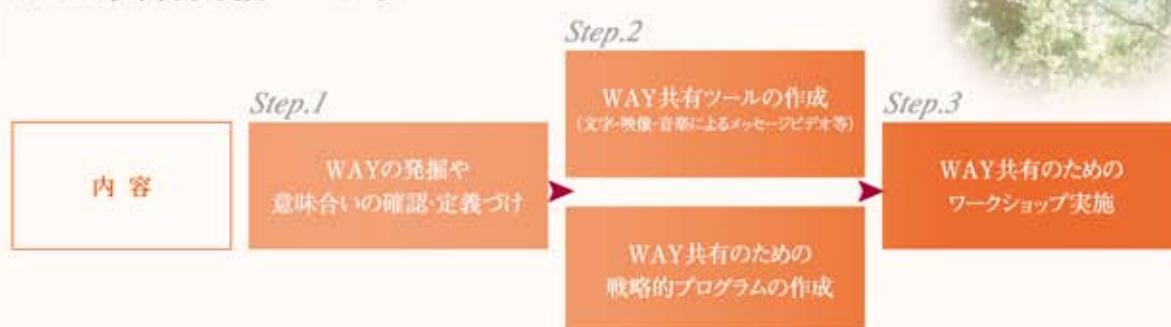 Step.2
Step.1
WAY共有ツールの作成
(文字・映像・音楽によるメッセージビデオ等)
Step.3
内 容
WAYの発掘や
意味合いの確認・定義づけ
WAY共有のための
ワークショップ実施
WAY共有のための
戦略的プログラムの作成